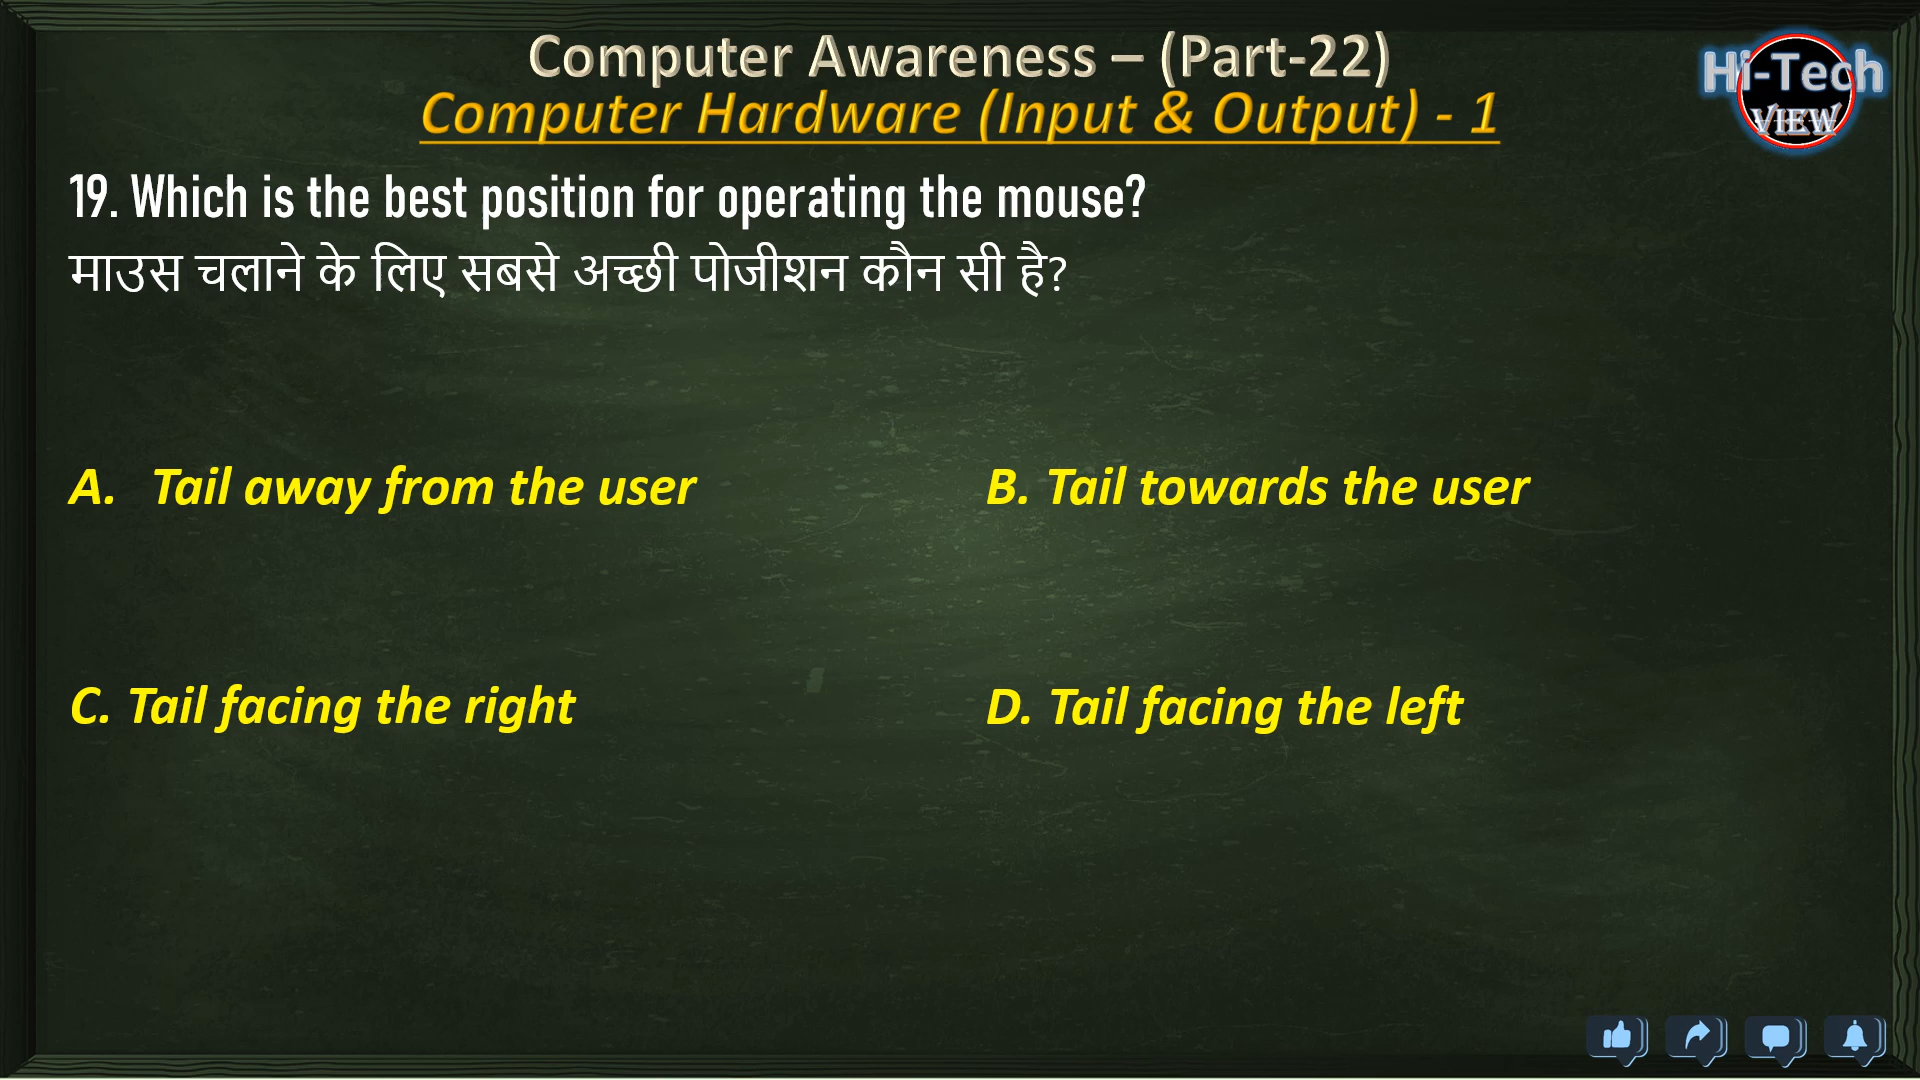 Computer Awareness – (Part-22)
Computer Hardware (Input & Output) - 1
Hi-Tech
VIEW
19. Which is the best position for operating the mouse?
माउस चलाने के लिए सबसे अच्छी पोजीशन कौन सी है?
A. Tail away from the user
B. Tail towards the user
C. Tail facing the right
D. Tail facing the left